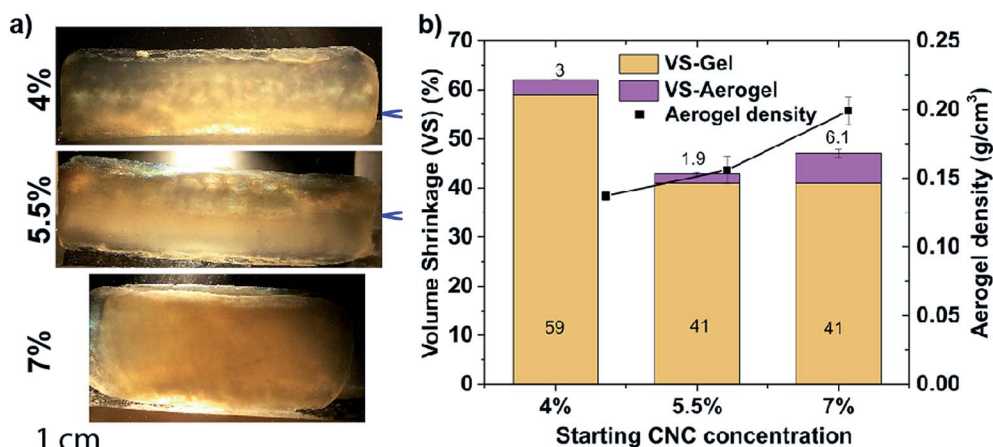 a)
4%
5.5%
7%
1 cm
b)
Volume Shrinkage (VS) (%)
70
60
50
40
30
20
10
0
VS-Gel
VS-Aerogel
Aerogel density
3
1.9
6.1
59
41
41
0.25
0.20
0.15
0.10
0.05
0.00
Aerogel density (g/cm³)
4%
5.5%
7%
Starting CNC concentration